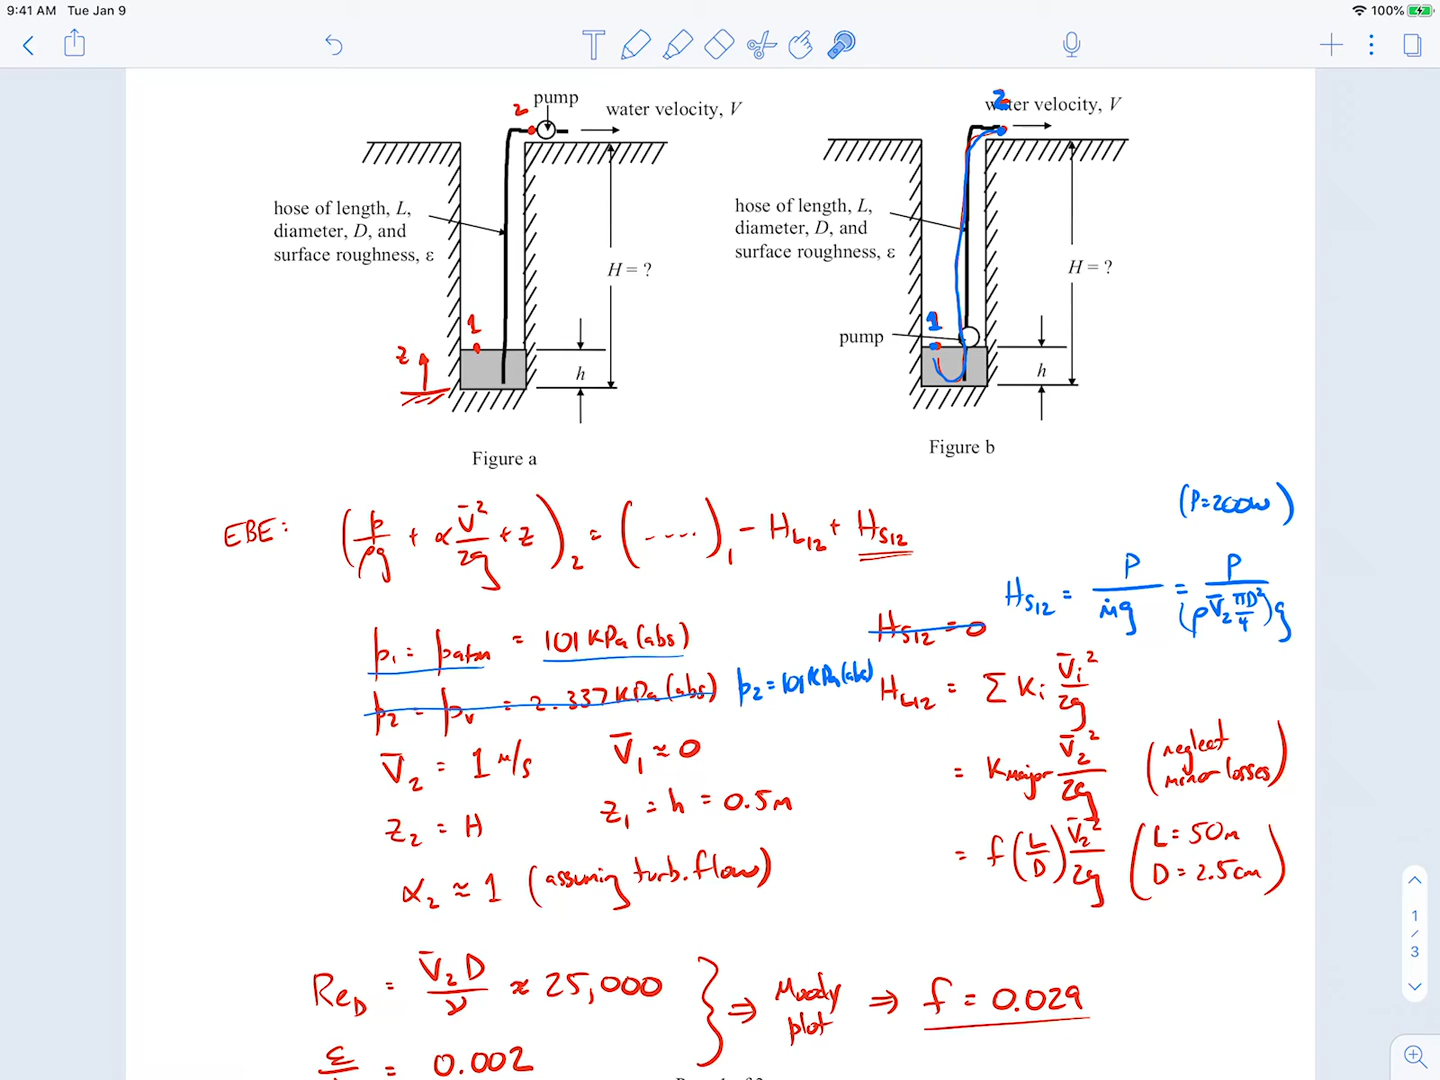 9:41 AM Tue Jan 9
100%
T
pump
2
water velocity, V
hose of length, L,
diameter, D, and
surface roughness, ε
H = ?
1
z
h
Figure a
2
water velocity, V
hose of length, L,
diameter, D, and
surface roughness, ε
H = ?
1
pump
h
Figure b
(P=200W)
EBE: (p/ρg + α V̄²/2g + z)₂ = (....)₁ - H_L12 + H_S12
H_S12 = P/ṁg = P/(ρV̄₂ πD²/4)g
p₁ = patm = 101 kPa (abs)
H_S12 = 0
p₂ = pv = 2.337 kPa (abs) p₂ = 101 kPa (abs)
H_L12 = Σ Ki V̄i²/2g
V̄₂ = 1 m/s V̄₁ ≈ 0
= Kmajor V̄₂²/2g (neglect minor losses)
z₂ = H z₁ = h = 0.5m
= f (L/D) V̄₂²/2g (L = 50m D = 2.5cm)
α₂ ≈ 1 (assuming turb. flow)
Re_D = V̄₂D/ν ≈ 25,000 } ⇒ Moody plot ⇒ f = 0.029
ε = 0.002
1
/
3